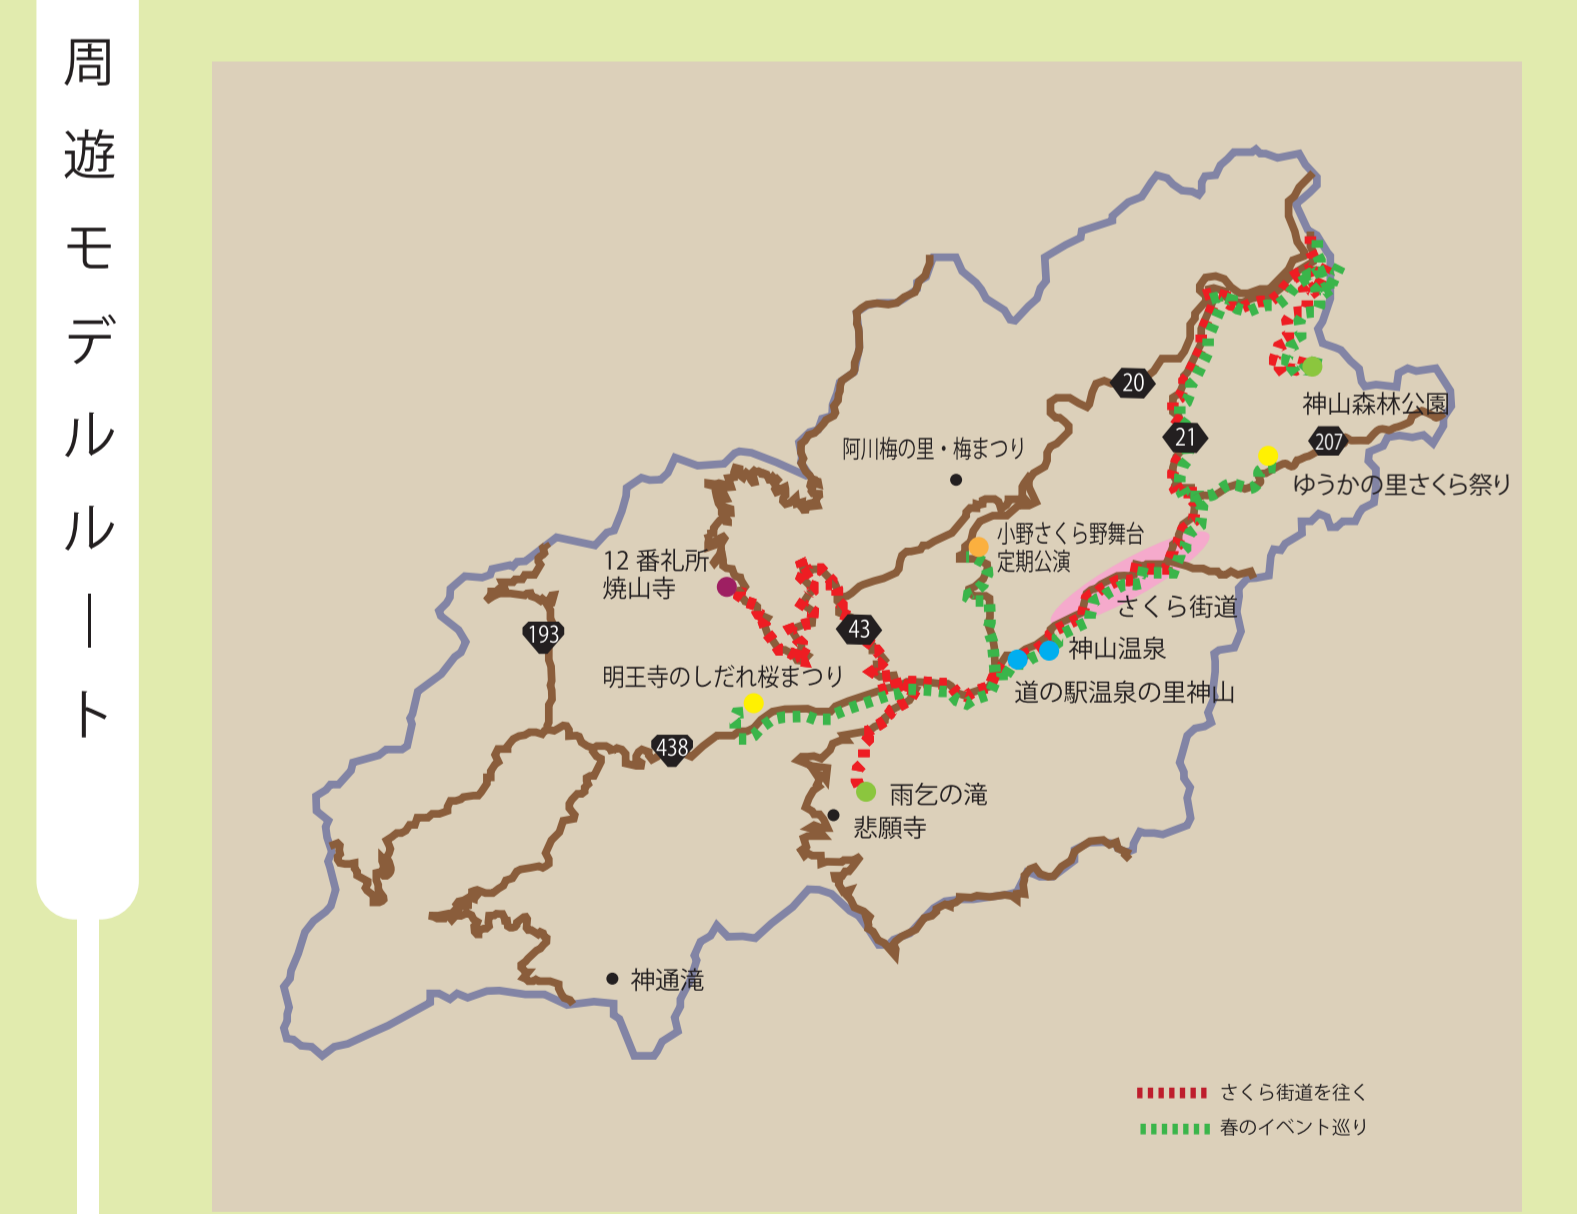 周遊モデルルート
20
神山森林公園
21
207
阿川梅の里・梅まつり
ゆうかの里さくら祭り
小野さくら野舞台
定期公演
12 番礼所
焼山寺
さくら街道
43
193
神山温泉
明王寺のしだれ桜まつり
道の駅温泉の里神山
438
雨乞の滝
悲願寺
神通滝
さくら街道を往く
春のイベント巡り